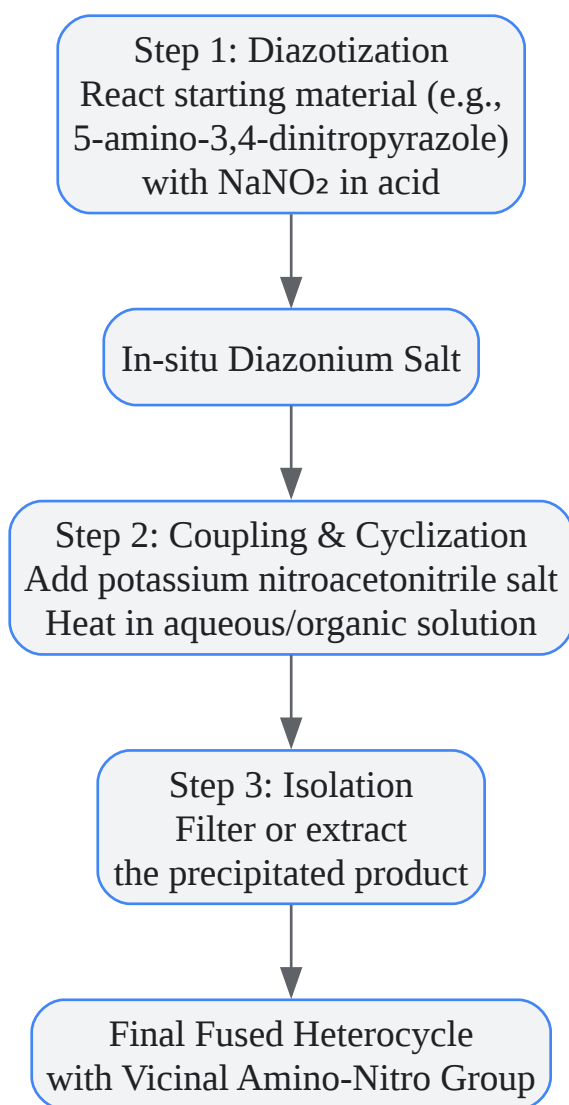 Step 1: Diazotization
React starting material (e.g.,
5-amino-3,4-dinitropyrazole)
with NaNO₂ in acid
In-situ Diazonium Salt
Step 2: Coupling & Cyclization
Add potassium nitroacetonitrile salt
Heat in aqueous/organic solution
Step 3: Isolation
Filter or extract
the precipitated product
Final Fused Heterocycle
with Vicinal Amino-Nitro Group